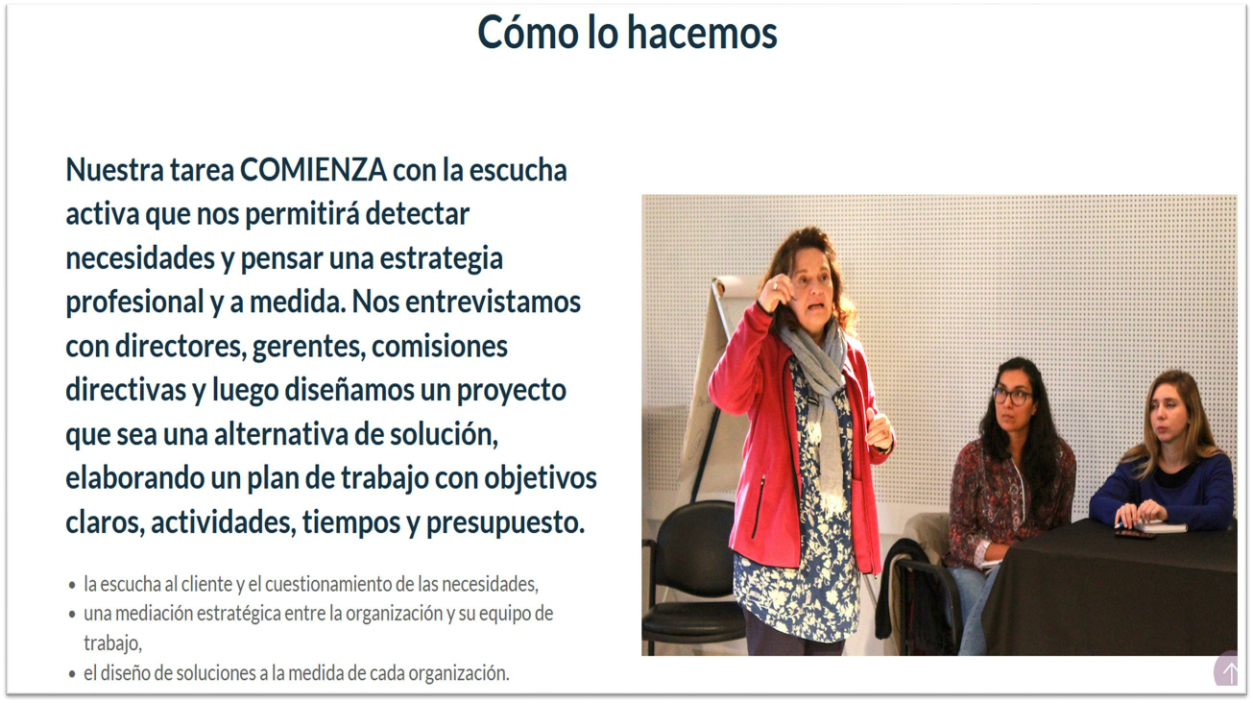 Cómo lo hacemos
Nuestra tarea COMIENZA con la escucha
activa que nos permitirá detectar
necesidades y pensar una estrategia
profesional y a medida. Nos entrevistamos
con directores, gerentes, comisiones
directivas y luego diseñamos un proyecto
que sea una alternativa de solución,
elaborando un plan de trabajo con objetivos
claros, actividades, tiempos y presupuesto.
• la escucha al cliente y el cuestionamiento de las necesidades,
• una mediación estratégica entre la organización y su equipo de
trabajo,
• el diseño de soluciones a la medida de cada organización.